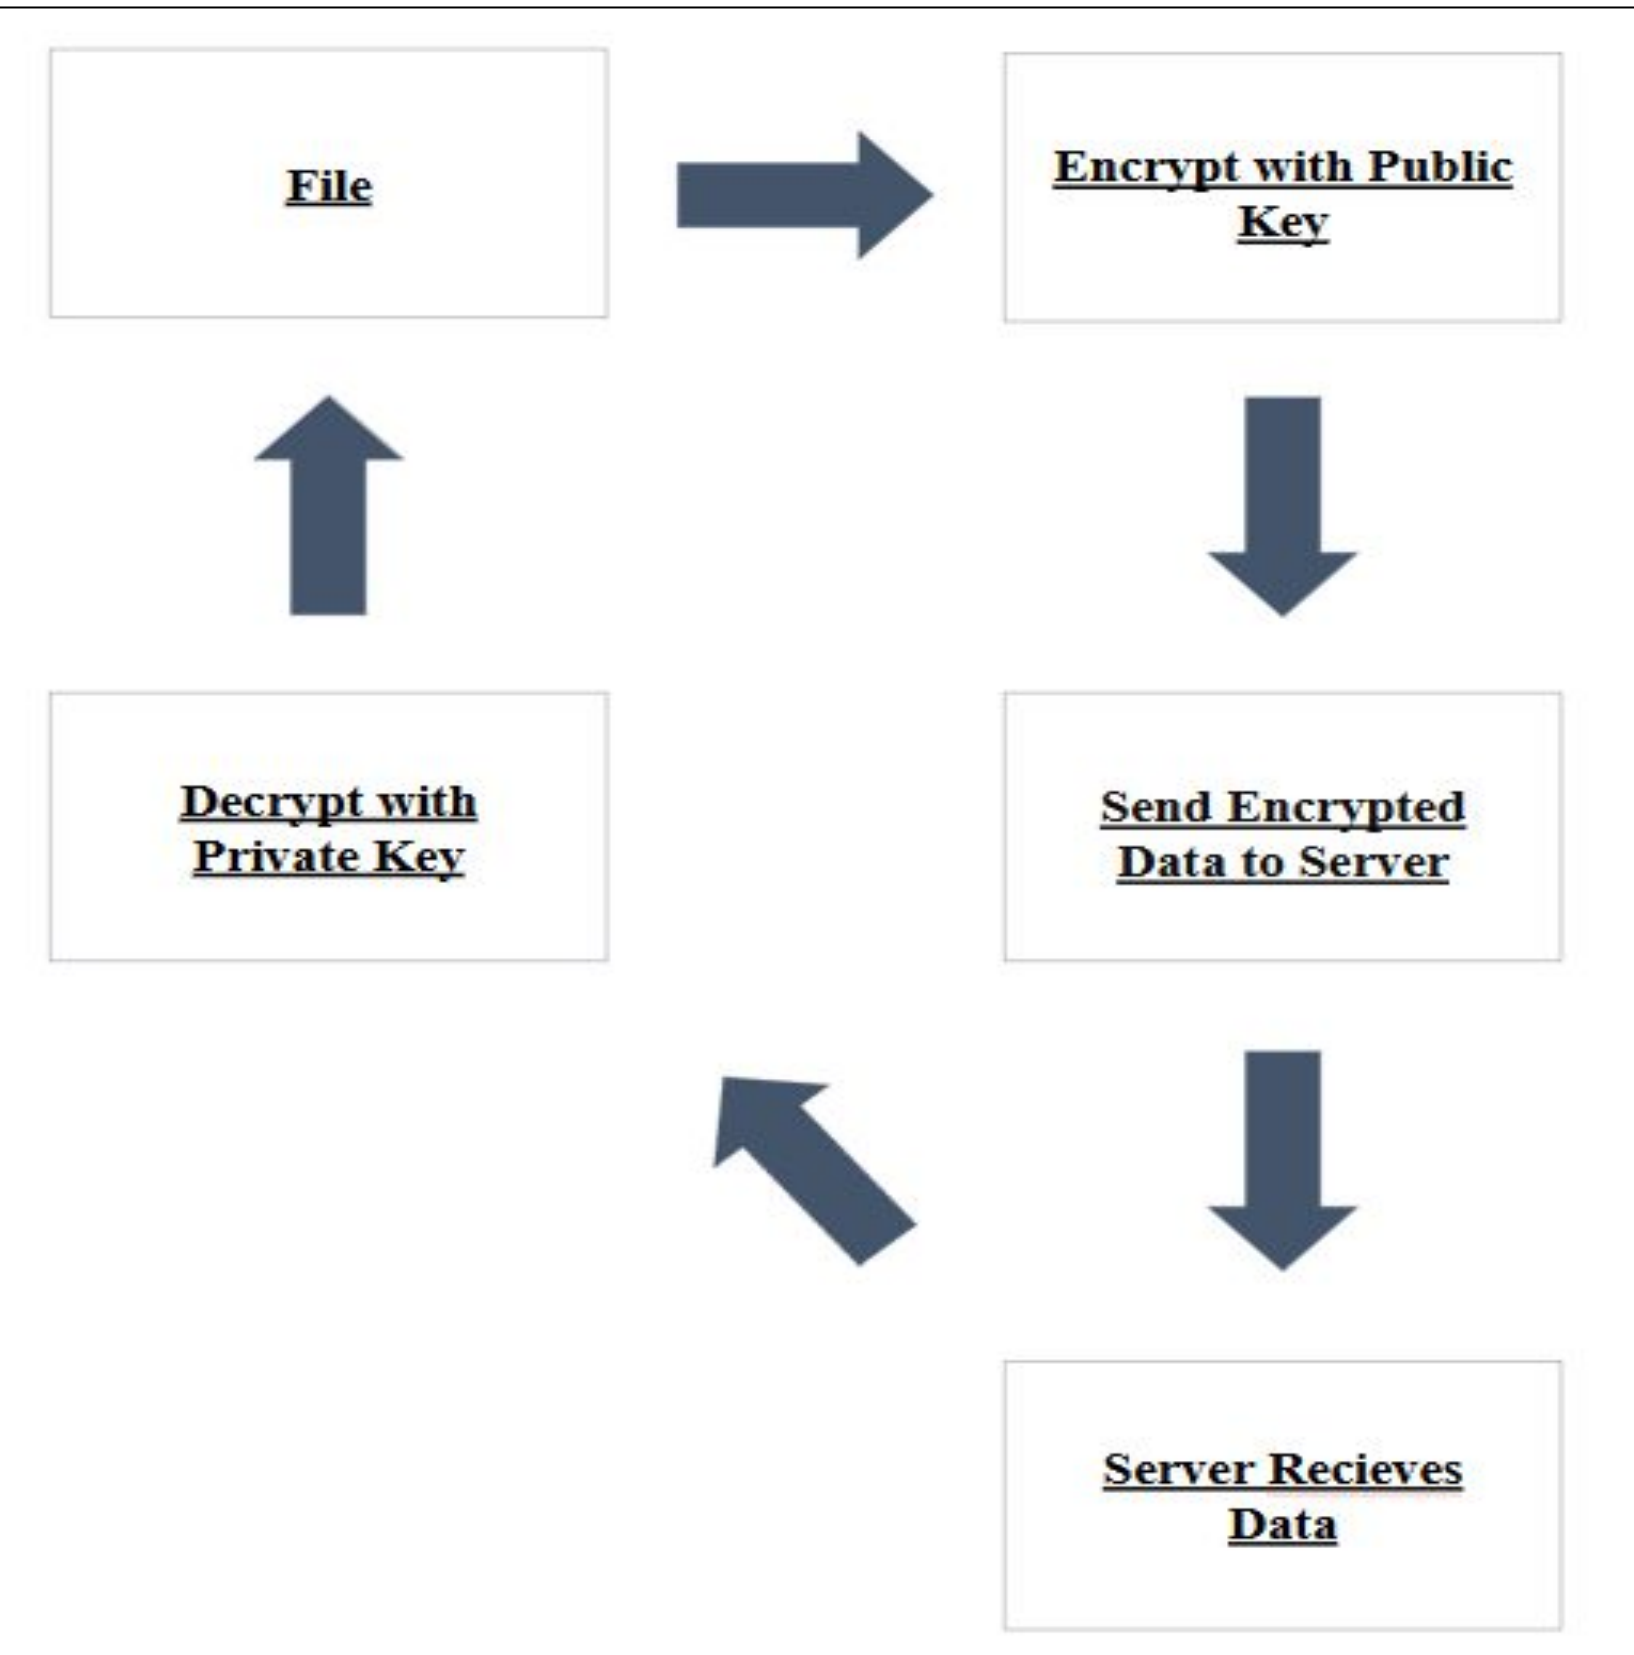 File
Encrypt with Public
Key
Send Encrypted
Data to Server
Server Recieves
Data
Decrypt with
Private Key